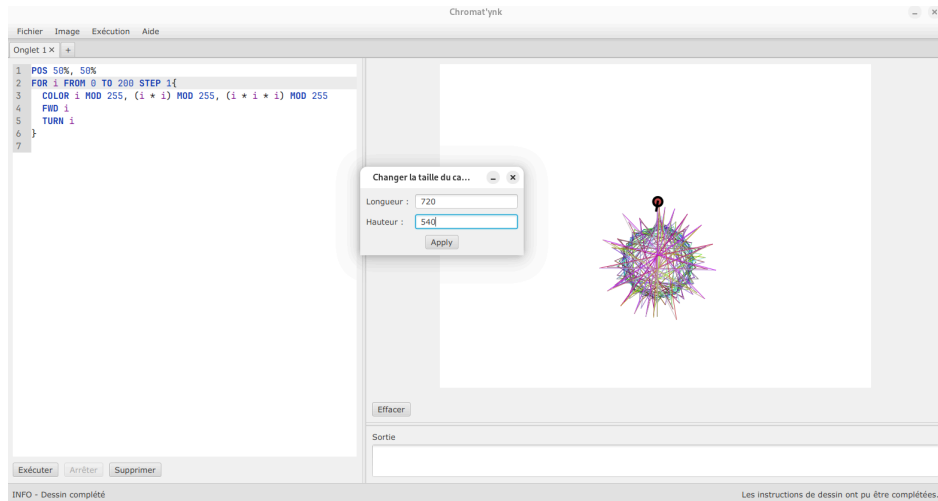 Chromat'ynk
Fichier Image Exécution Aide
Onglet 1 × +
1 POS 50%, 50%
2 FOR i FROM 0 TO 200 STEP 1{
3 COLOR i MOD 255, (i * i) MOD 255, (i * i * i) MOD 255
4 FWD i
5 TURN i
6 }
7
Changer la taille du ca...
Longueur : 720
Hauteur : 540
Apply
Effacer
Sortie
Exécuter Arrêter Supprimer
INFO - Dessin complété Les instructions de dessin ont pu être complétées.